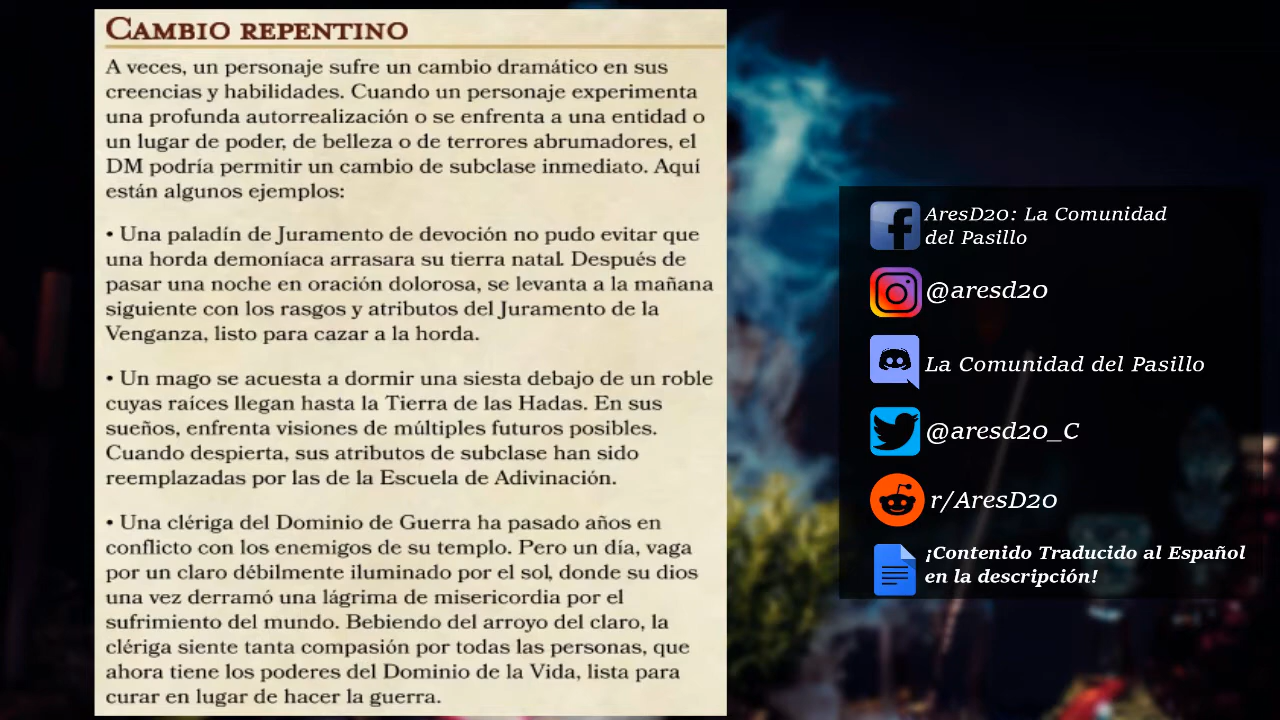 Cambio repentino
A veces, un personaje sufre un cambio dramático en sus
creencias y habilidades. Cuando un personaje experimenta
una profunda autorrealización o se enfrenta a una entidad o
un lugar de poder, de belleza o de terrores abrumadores, el
DM podría permitir un cambio de subclase inmediato. Aquí
están algunos ejemplos:
• Una paladín de Juramento de devoción no pudo evitar que
una horda demoníaca arrasara su tierra natal. Después de
pasar una noche en oración dolorosa, se levanta a la mañana
siguiente con los rasgos y atributos del Juramento de la
Venganza, listo para cazar a la horda.
• Un mago se acuesta a dormir una siesta debajo de un roble
cuyas raíces llegan hasta la Tierra de las Hadas. En sus
sueños, enfrenta visiones de múltiples futuros posibles.
Cuando despierta, sus atributos de subclase han sido
reemplazadas por las de la Escuela de Adivinación.
• Una clériga del Dominio de Guerra ha pasado años en
conflicto con los enemigos de su templo. Pero un día, vaga
por un claro débilmente iluminado por el sol, donde su dios
una vez derramó una lágrima de misericordia por el
sufrimiento del mundo. Bebiendo del arroyo del claro, la
clériga siente tanta compasión por todas las personas, que
ahora tiene los poderes del Dominio de la Vida, lista para
curar en lugar de hacer la guerra.
AresD20: La Comunidad
del Pasillo
@aresd20
La Comunidad del Pasillo
@aresd20_C
r/AresD20
¡Contenido Traducido al Español
en la descripción!